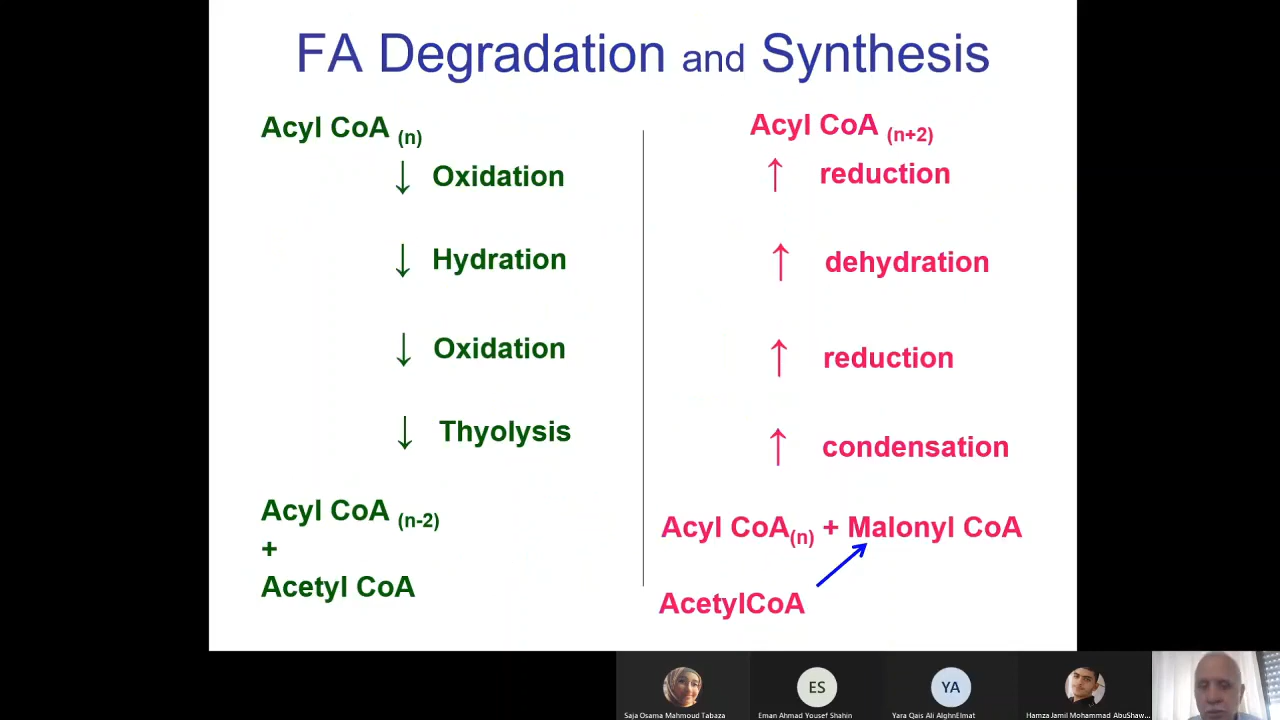 FA Degradation and Synthesis
Acyl CoA (n)
↓ Oxidation
↓ Hydration
↓ Oxidation
↓ Thyolysis
Acyl CoA (n-2)
+
Acetyl CoA
Acyl CoA (n+2)
↑ reduction
↑ dehydration
↑ reduction
↑ condensation
Acyl CoA(n) + Malonyl CoA
AcetylCoA
ES
YA
Saja Osama Mahmoud Tabaza
Eman Ahmad Yousef Shahin
Yara Qais Ali AlghnElmat
Hamza Jamil Mohammad AbuShaw...